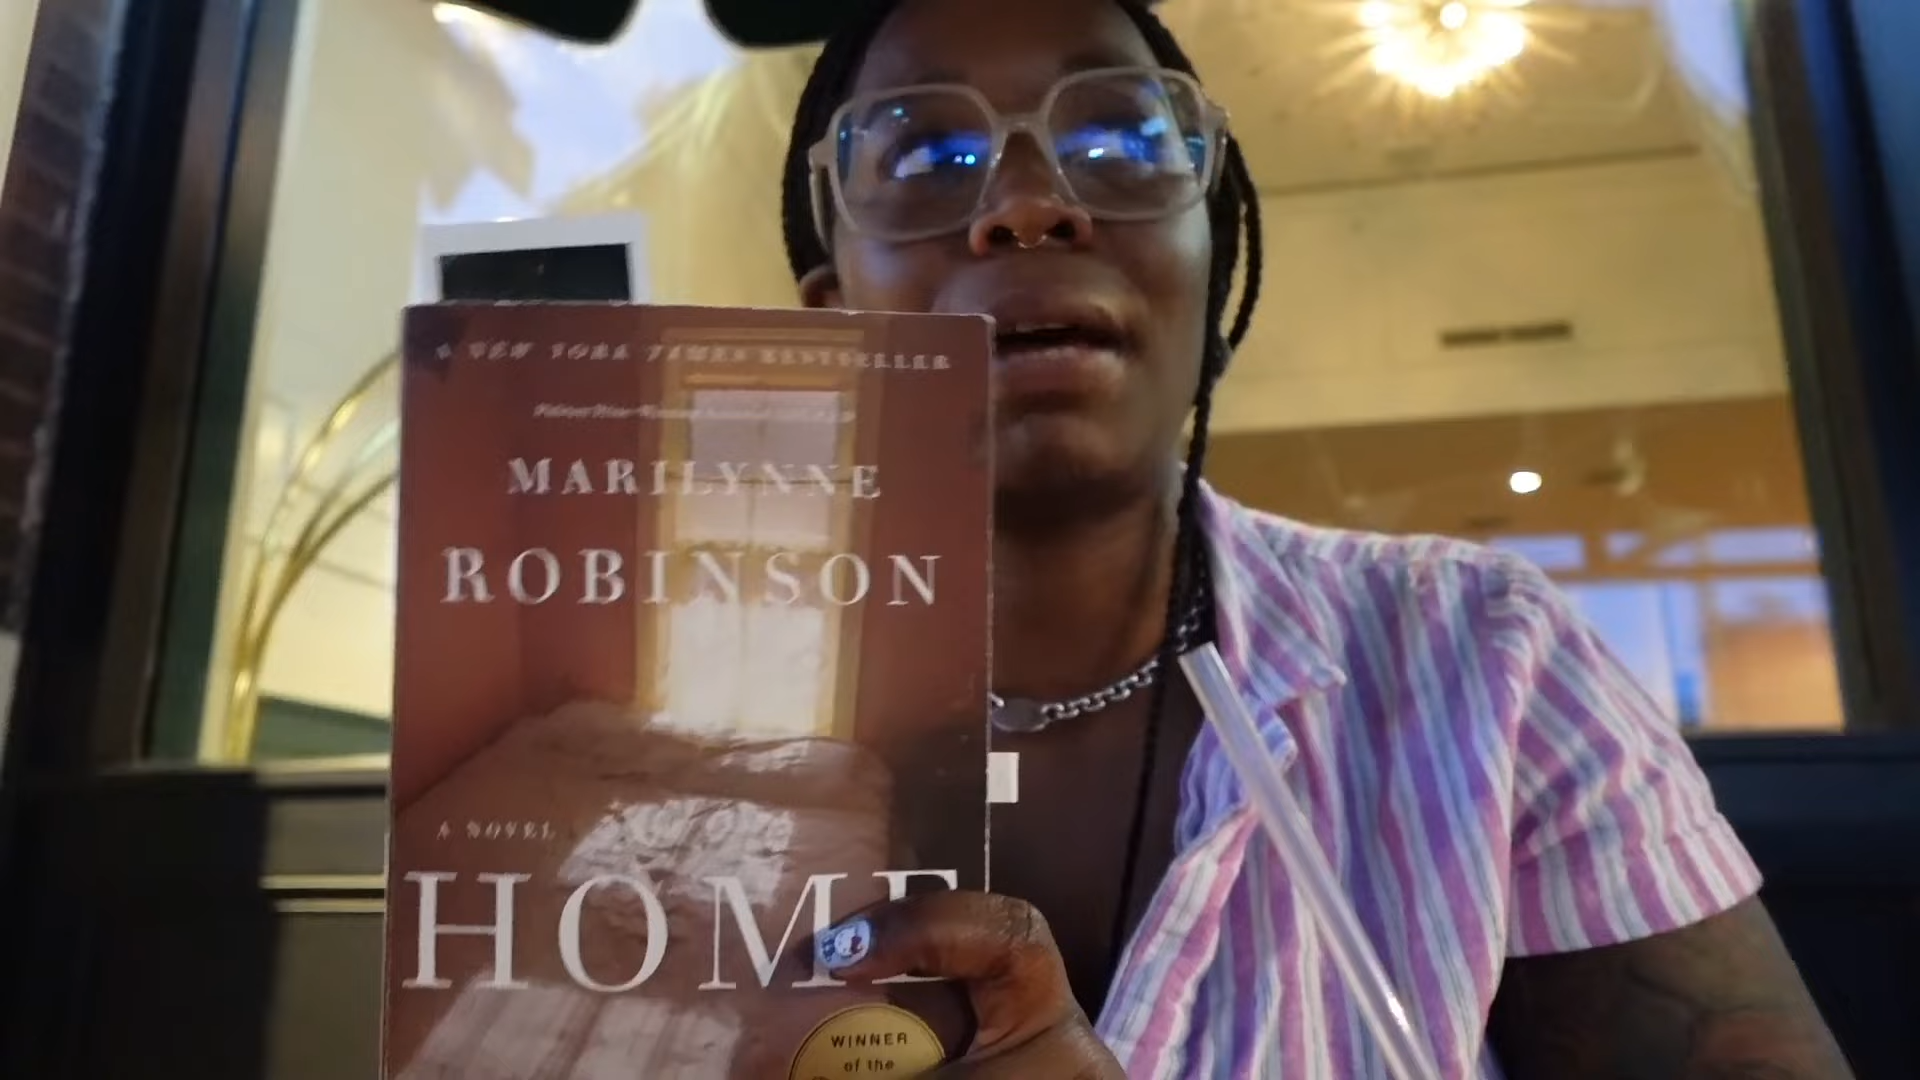 A NEW YORK TIMES BESTSELLER
MARILYNNE
ROBINSON
A NOVEL
HOME
WINNER
of the